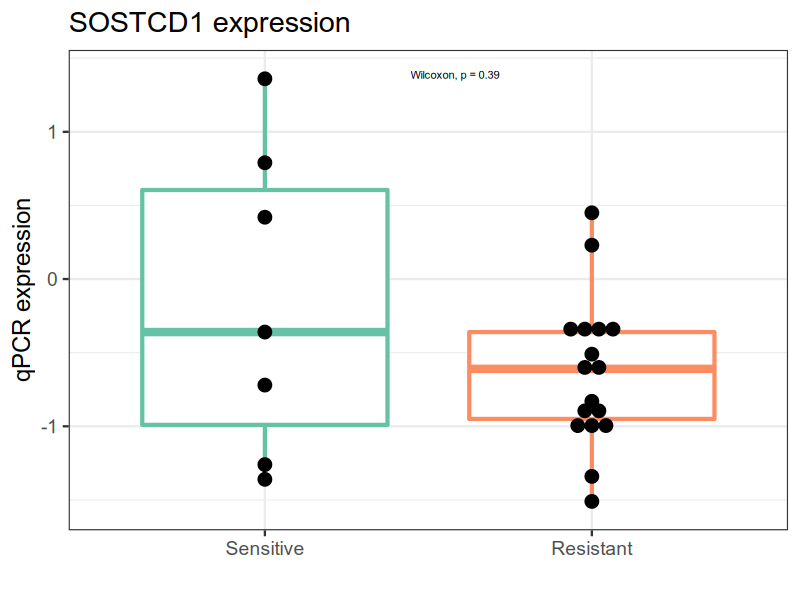 SOSTCD1 expression
Wilcoxon, p = 0.39
1
0
-1
qPCR expression
Sensitive Resistant